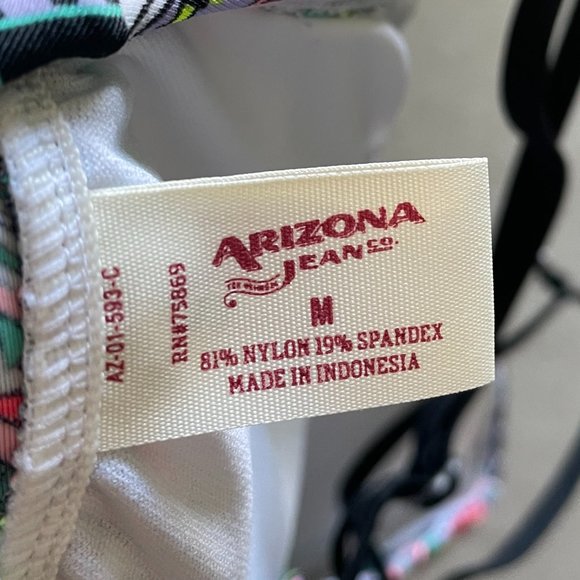 ARIZONA
JEAN CO.
M
81% NYLON 19% SPANDEX
MADE IN INDONESIA
RN#75869
AZ-01-593-C